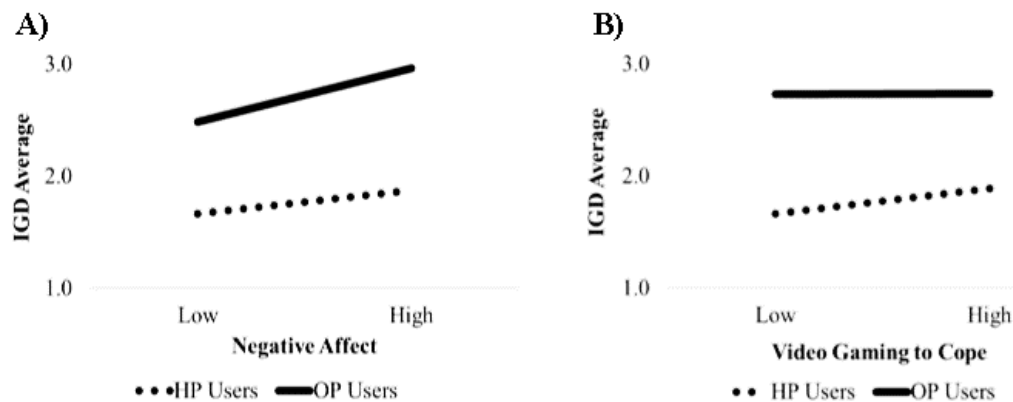 A)
3.0
2.0
1.0
IGD Average
Low
High
Negative Affect
HP Users
OP Users
B)
3.0
2.0
1.0
IGD Average
Low
High
Video Gaming to Cope
HP Users
OP Users